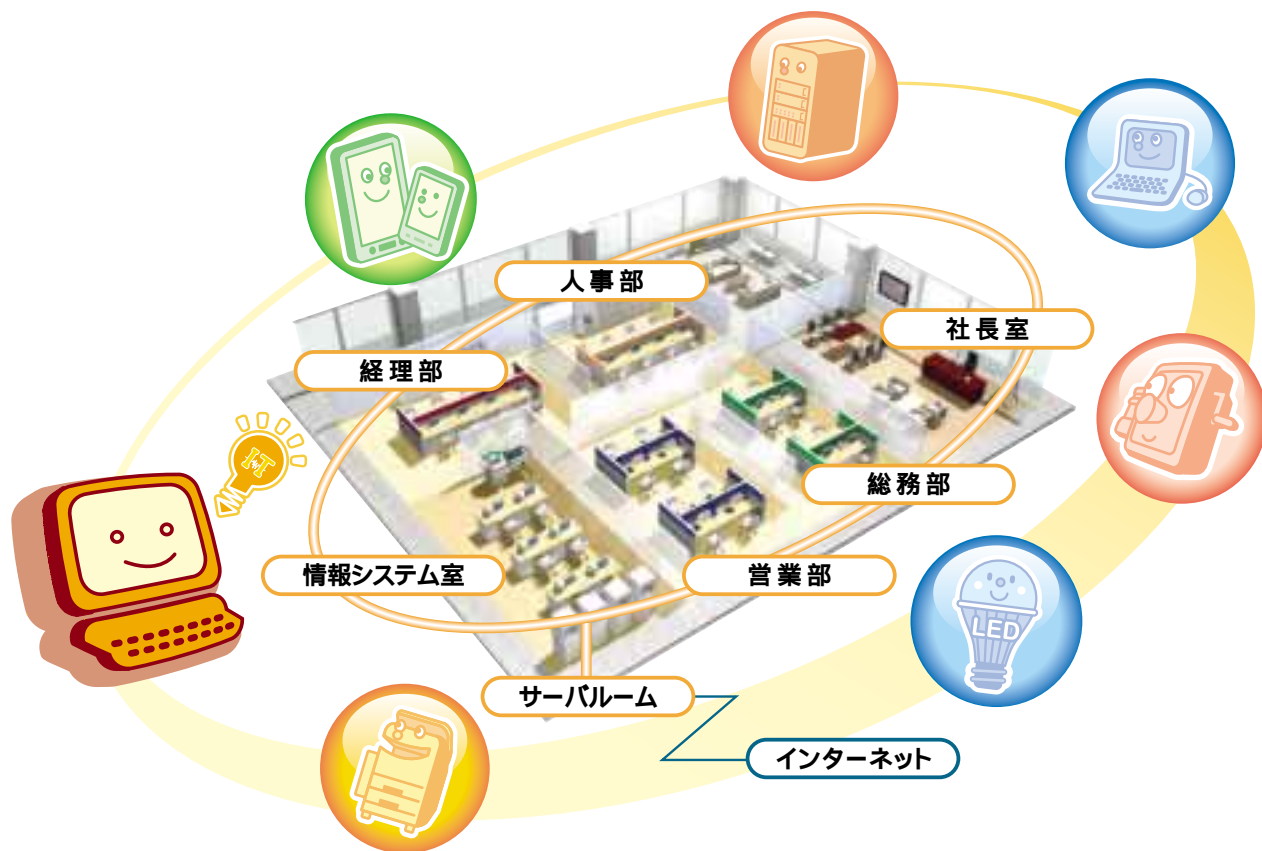 人事部
社長室
経理部
総務部
情報システム室
営業部
LED
サーバルーム
インターネット